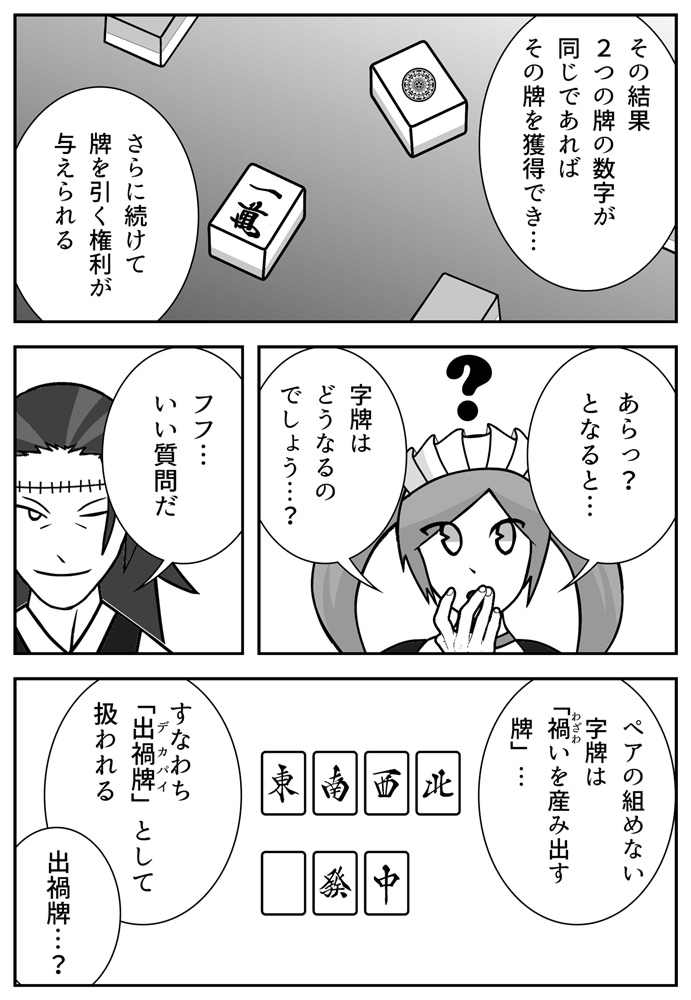 その結果
2つの牌の数字が
同じであれば
その牌を獲得でき…
さらに続けて
牌を引く権利が
与えられる
一萬
あらっ?
となると…
?
字牌は
どうなるの
でしょう…?
フフ…
いい質問だ
ペアの組めない
字牌は
「禍いを産み出す
わざわ
牌」…
東南西北
發中
すなわち
「出禍牌」として
デカパイ
扱われる
出禍牌…?